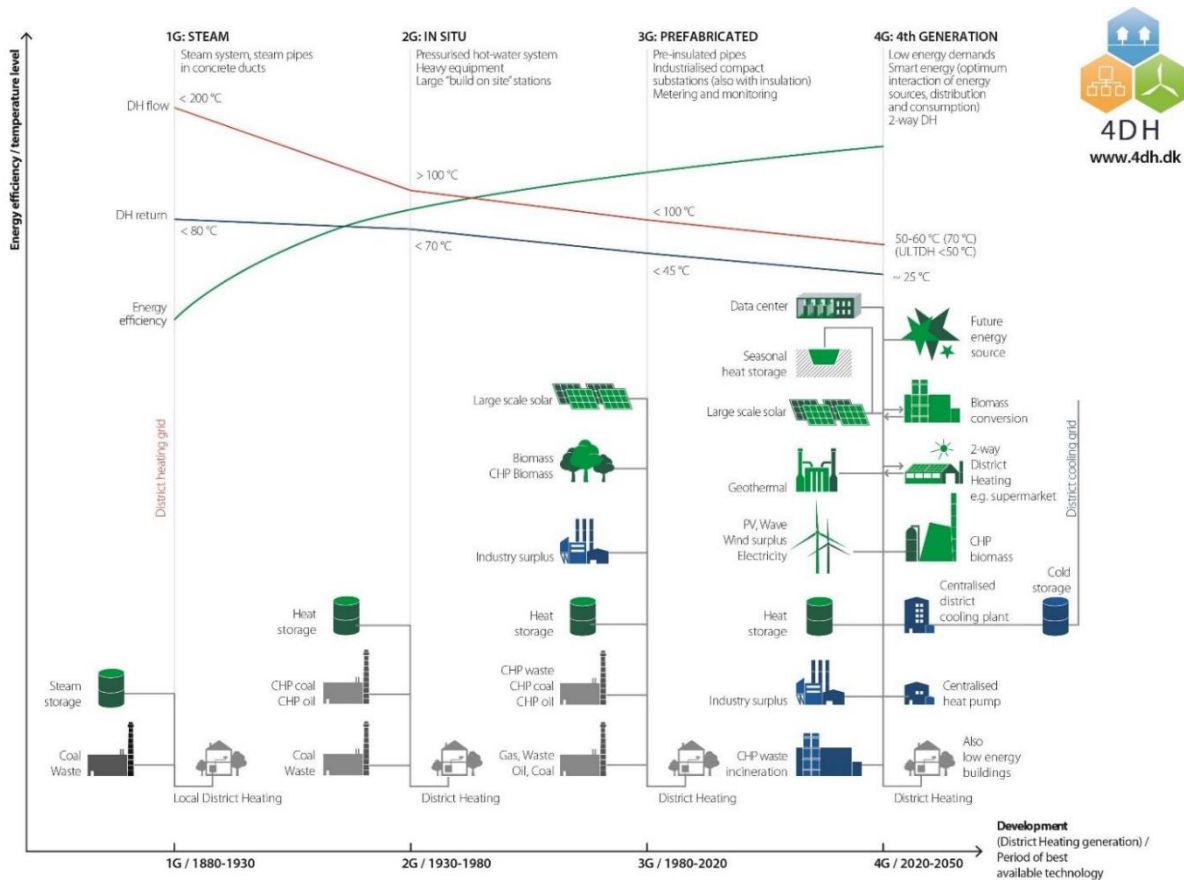 1G: STEAM
Steam system, steam pipes
in concrete ducts
2G: IN SITU
Pressurised hot-water system
Heavy equipment
Large "build on site" stations
3G: PREFABRICATED
Pre-insulated pipes
Industrialised compact
substations (also with insulation)
Metering and monitoring
4G: 4th GENERATION
Low energy demands
Smart energy (optimum
interaction of energy
sources, distribution
and consumption)
2-way DH
4DH
www.4dh.dk
Energy efficiency / temperature level
DH flow
< 200 °C
> 100 °C
< 100 °C
50-60 °C (70 °C)
(ULTDH <50 °C)
DH return
< 80 °C
< 70 °C
< 45 °C
~ 25 °C
Energy
efficiency
District heating grid
Steam
storage
Coal
Waste
Local District Heating
Heat
storage
CHP coal
CHP oil
Coal
Waste
District Heating
Large scale solar
Biomass
CHP Biomass
Industry surplus
Heat
storage
CHP waste
CHP coal
CHP oil
Gas, Waste
Oil, Coal
District Heating
Data center
Seasonal
heat storage
Large scale solar
Geothermal
PV, Wave
Wind surplus
Electricity
Heat
storage
Industry surplus
CHP waste
incineration
Future
energy
source
Biomass
conversion
2-way
District
Heating
e.g. supermarket
CHP
biomass
Centralised
district
cooling plant
Cold
storage
Centralised
heat pump
Also
low energy
buildings
District Heating
District cooling grid
1G / 1880-1930
2G / 1930-1980
3G / 1980-2020
4G / 2020-2050
Development
(District Heating generation) /
Period of best
available technology